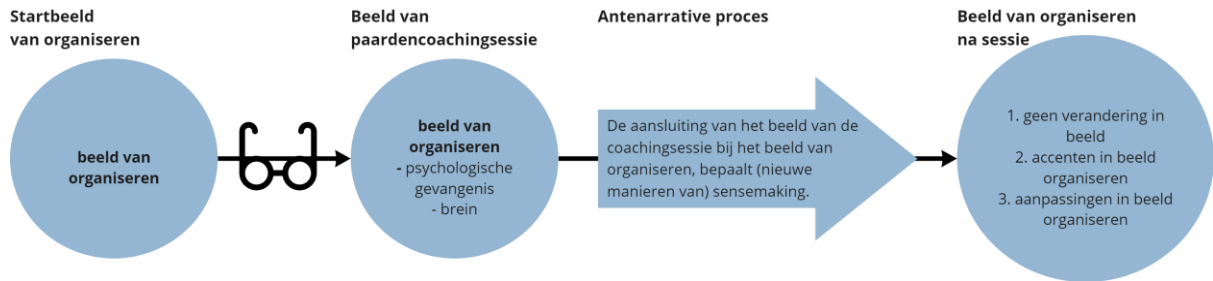 Startbeeld
van organiseren
beeld van
organiseren
Beeld van
paardencoachingsessie
beeld van
organiseren
- psychologische
gevangenis
- brein
Antenarrative proces
De aansluiting van het beeld van de
coachingsessie bij het beeld van
organiseren, bepaalt (nieuwe
manieren van) sensemaking.
Beeld van organiseren
na sessie
1. geen verandering in
beeld
2. accenten in beeld
organiseren
3. aanpassingen in beeld
organiseren